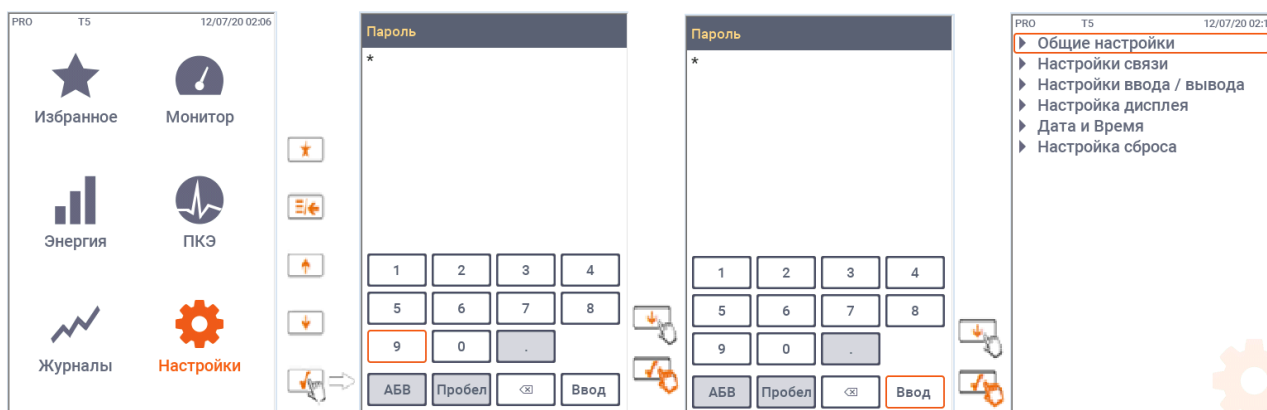 PRO T5 12/07/20 02:06
Избранное Монитор
Энергия ПКЭ
Журналы Настройки
Пароль
*
1 2 3 4
5 6 7 8
9 0 .
АБВ Пробел Ввод
Пароль
*
1 2 3 4
5 6 7 8
9 0 .
АБВ Пробел Ввод
PRO T5 12/07/20 02:1
Общие настройки
Настройки связи
Настройки ввода / вывода
Настройка дисплея
Дата и Время
Настройка сброса